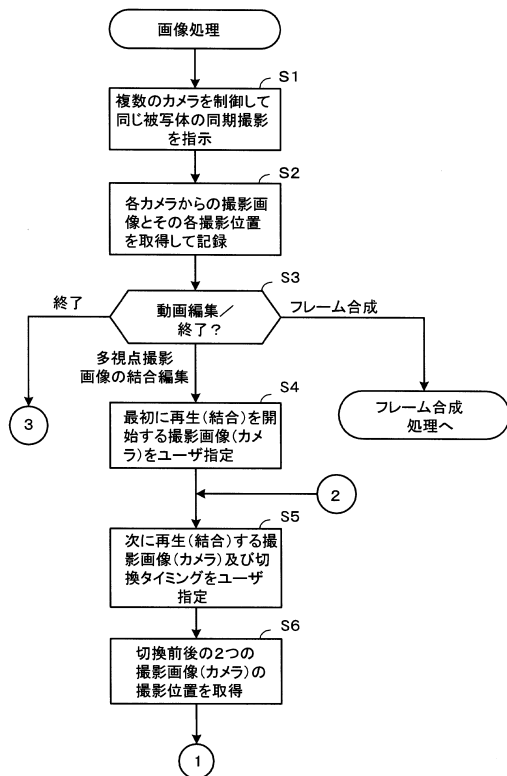 画像処理
S1
複数のカメラを制御して
同じ被写体の同期撮影
を指示
S2
各カメラからの撮影画
像とその各撮影位置
を取得して記録
S3
動画編集／
終了？
終了
フレーム合成
多視点撮影
画像の結合編集
3
フレーム合成
処理へ
S4
最初に再生(結合)を開
始する撮影画像(カメ
ラ)をユーザ指定
2
S5
次に再生(結合)する撮
影画像(カメラ)及び切
換タイミングをユーザ
指定
S6
切換前後の２つの
撮影画像(カメラ)の
撮影位置を取得
1